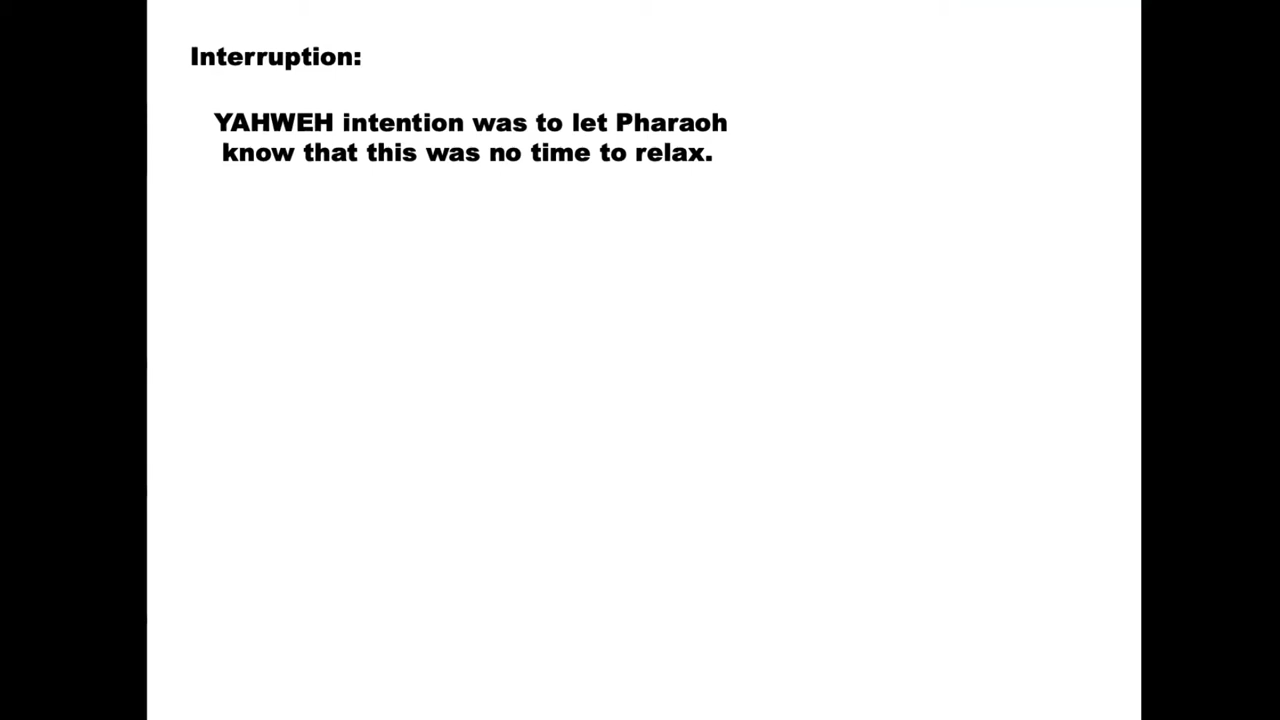 Interruption:
YAHWEH intention was to let Pharaoh
know that this was no time to relax.